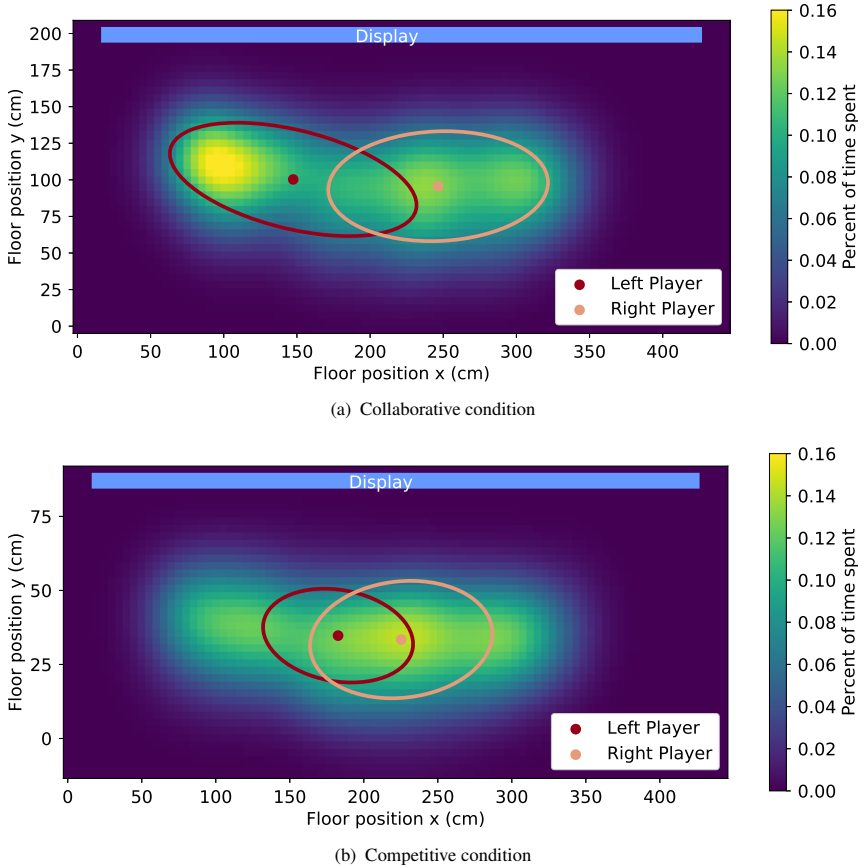 Display
200
175
150
125
100
75
50
25
0
Floor position y (cm)
0 50 100 150 200 250 300 350 400
Floor position x (cm)
Left Player
Right Player
0.16
0.14
0.12
0.10
0.08
0.06
0.04
0.02
0.00
Percent of time spent
(a) Collaborative condition
Display
75
50
25
0
Floor position y (cm)
0 50 100 150 200 250 300 350 400
Floor position x (cm)
Left Player
Right Player
0.16
0.14
0.12
0.10
0.08
0.06
0.04
0.02
0.00
Percent of time spent
(b) Competitive condition